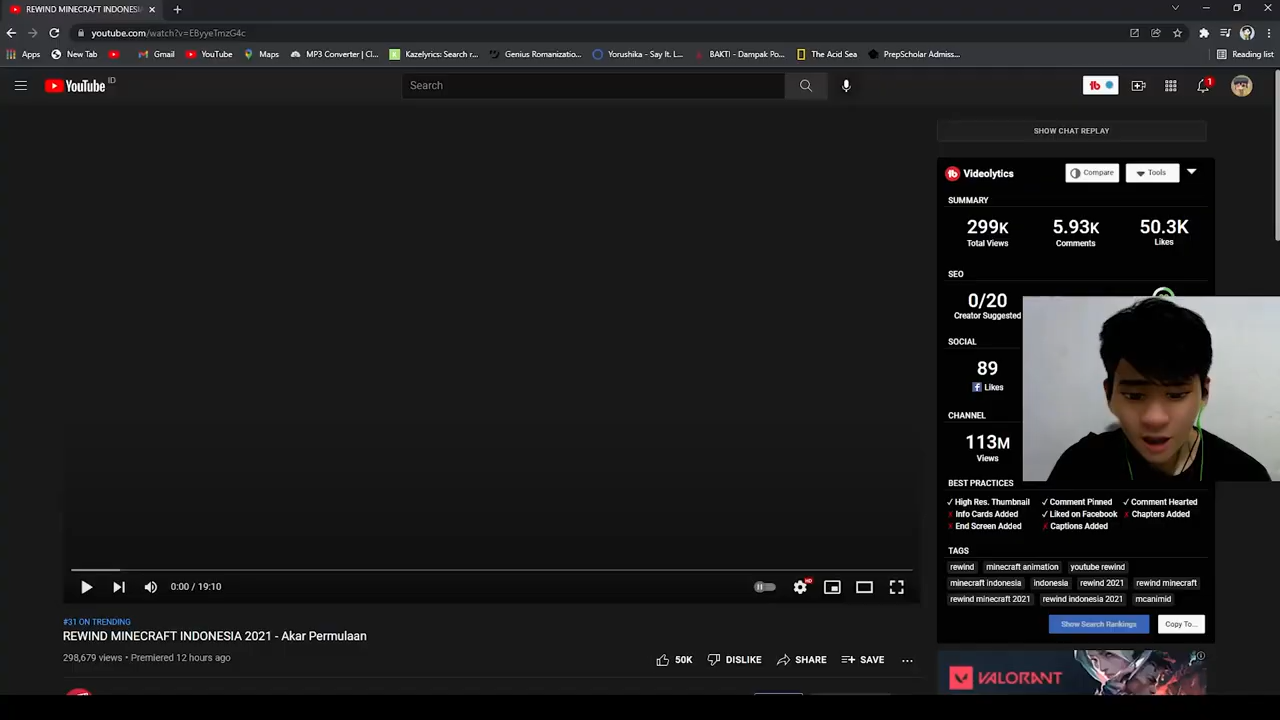 REWIND MINECRAFT INDONESI
youtube.com/watch?v=EByyeTmzG4c
Apps
New Tab
Gmail
YouTube
Maps
MP3 Converter | Cl...
Kazelyrics: Search r...
Genius Romanizatio...
Yorushika - Say It. L...
BAKTI - Dampak Po...
The Acid Sea
PrepScholar Admiss...
Reading list
YouTube ID
Search
1
SHOW CHAT REPLAY
Videolytics
Compare
Tools
SUMMARY
299K 5.93K 50.3K
Total Views Comments Likes
SEO
0/20
Creator Suggested
SOCIAL
89
Likes
CHANNEL
113M
Views
BEST PRACTICES
High Res. Thumbnail Comment Pinned Comment Hearted
Info Cards Added Liked on Facebook Chapters Added
End Screen Added Captions Added
TAGS
rewind minecraft animation youtube rewind
minecraft indonesia indonesia rewind 2021 rewind minecraft
rewind minecraft 2021 rewind indonesia 2021 mcanimid
Show Search Rankings Copy To...
VALORANT
0:00 / 19:10
HD
#31 ON TRENDING
REWIND MINECRAFT INDONESIA 2021 - Akar Permulaan
298,679 views • Premiered 12 hours ago
50K DISLIKE SHARE SAVE